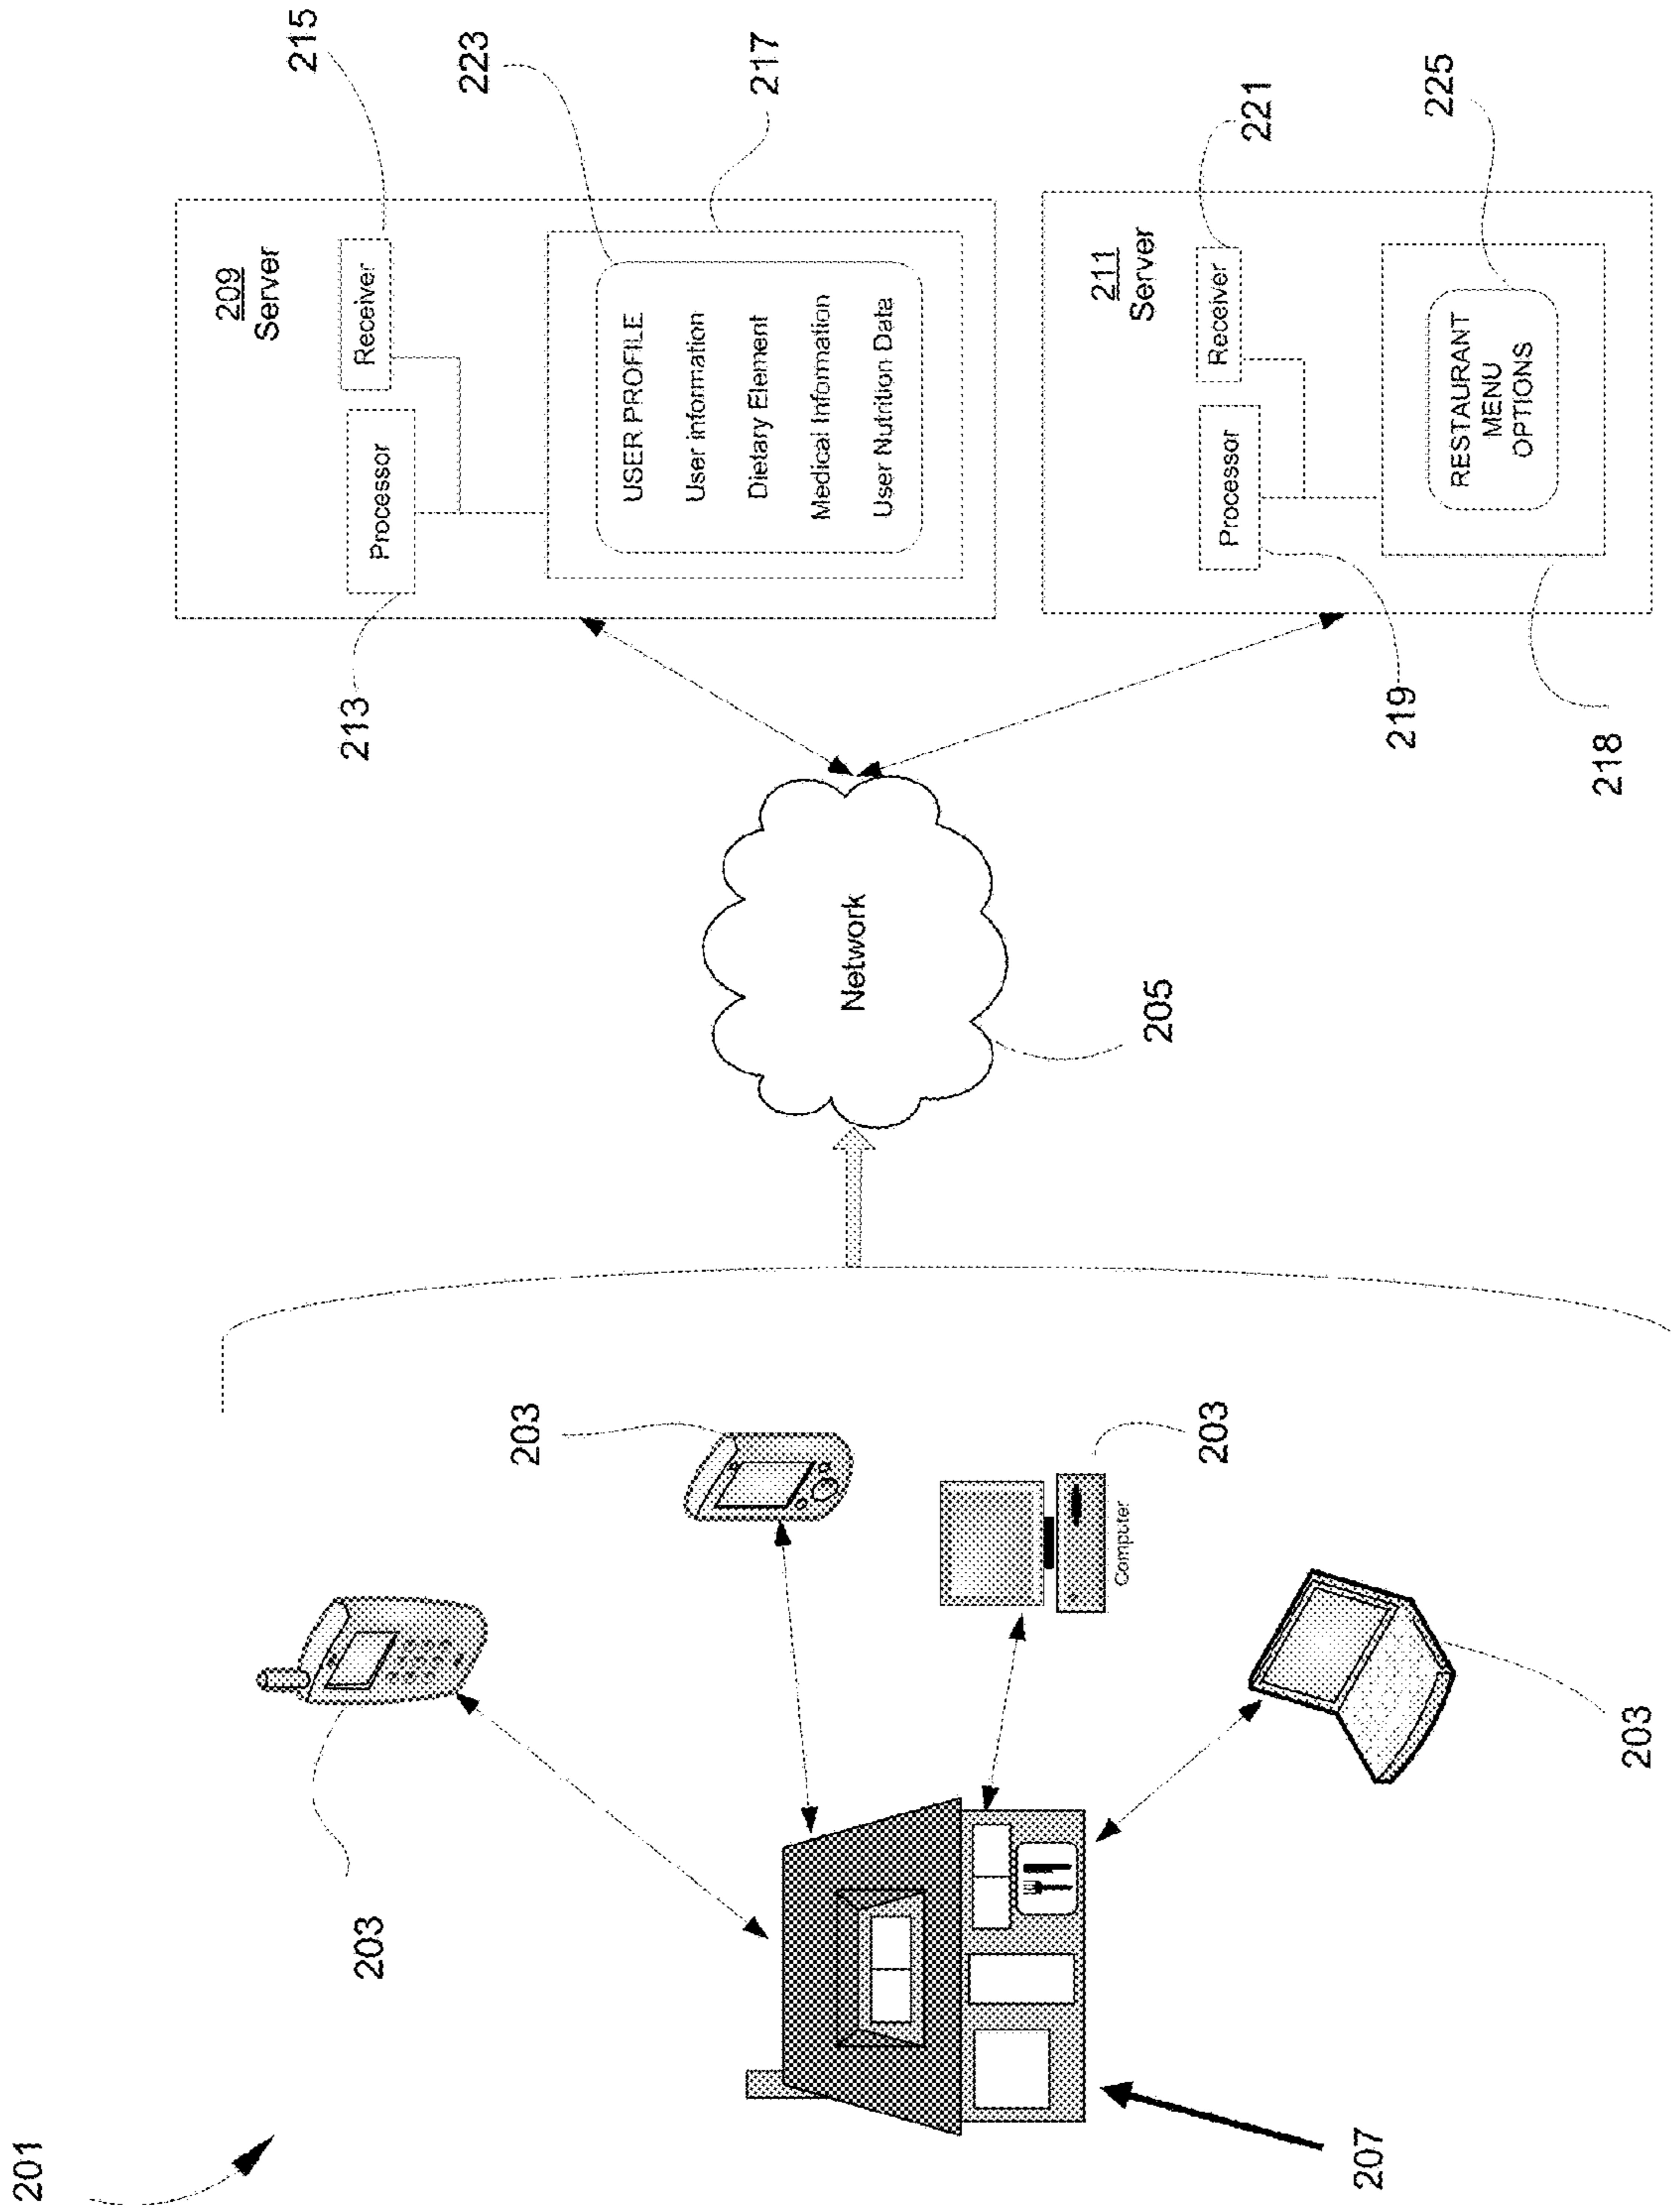 201
203
203
203
Computer
203
207
Network
205
209
Server
Processor
Receiver
213
215
USER PROFILE
User information
Dietary Element
Medical Information
User Nutrition Data
223
217
211
Server
Processor
Receiver
219
221
RESTAURANT
MENU
OPTIONS
225
218